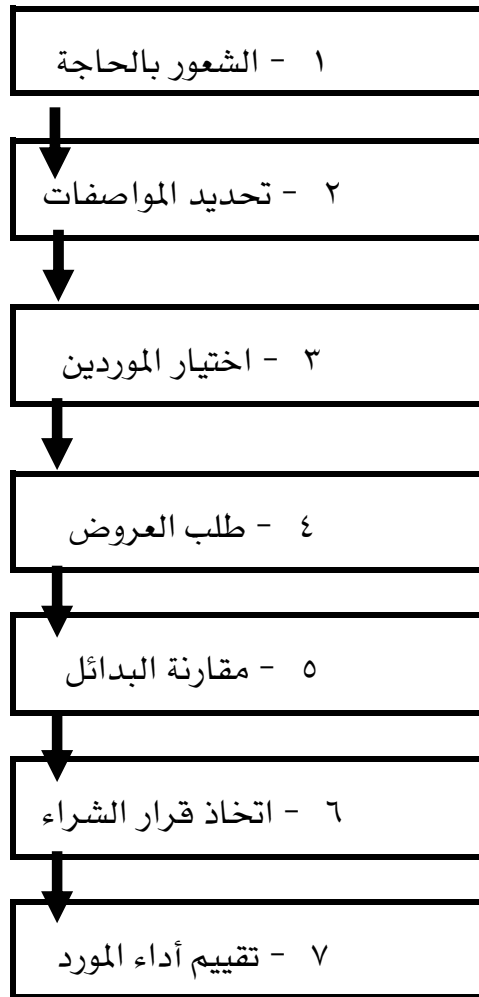 ١ - الشعور بالحاجة
٢ - تحديد المواصفات
٣ - اختيار الموردين
٤ - طلب العروض
٥ - مقارنة البدائل
٦ - اتخاذ قرار الشراء
٧ - تقييم أداء المورد